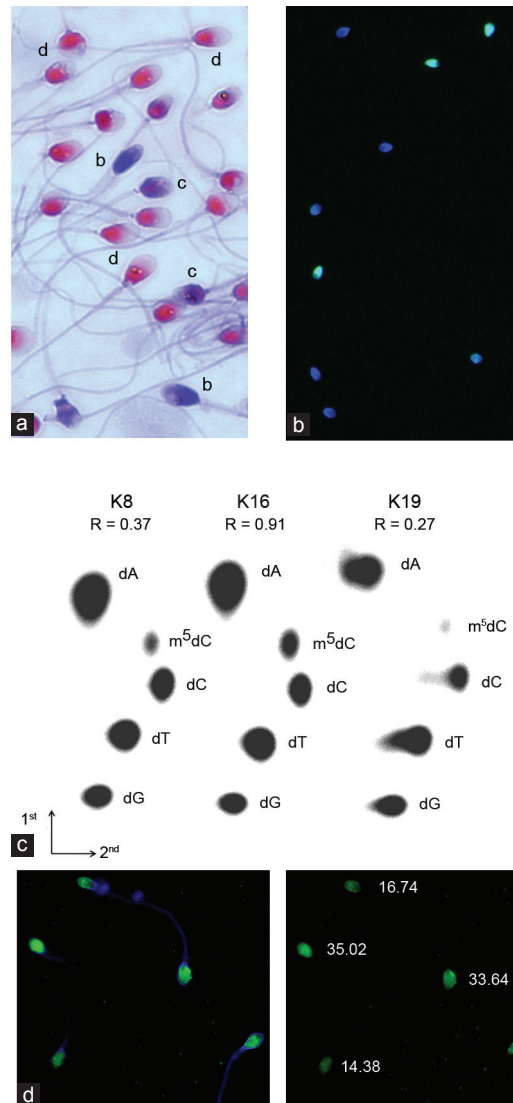 d
d
b
c
d
c
b
a
b
K8 K16 K19
R = 0.37 R = 0.91 R = 0.27
dA dA dA
m⁵dC m⁵dC m⁵dC
dC dC dC
dT dT dT
dG dG dG
1ˢᵗ
2ⁿᵈ
c
16.74
35.02
33.64
14.38
d